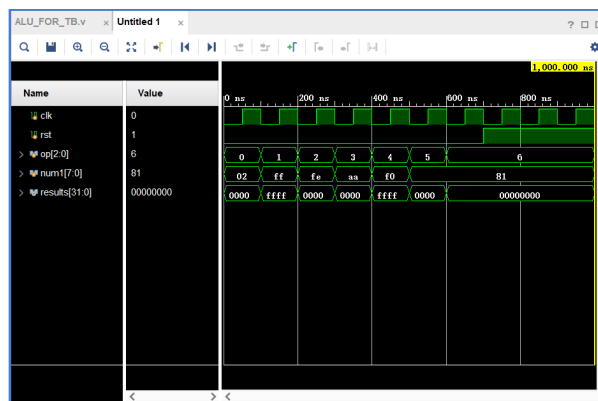 ALU_FOR_TB.v × Untitled 1 ×
1,000.000 ns
Name Value
0 ns 200 ns 400 ns 600 ns 800 ns
clk 0
rst 1
op[2:0] 6 0 1 2 3 4 5 6
num1[7:0] 81 02 ff fe aa f0 81
results[31:0] 00000000 0000 ffff 0000 0000 ffff 0000 00000000